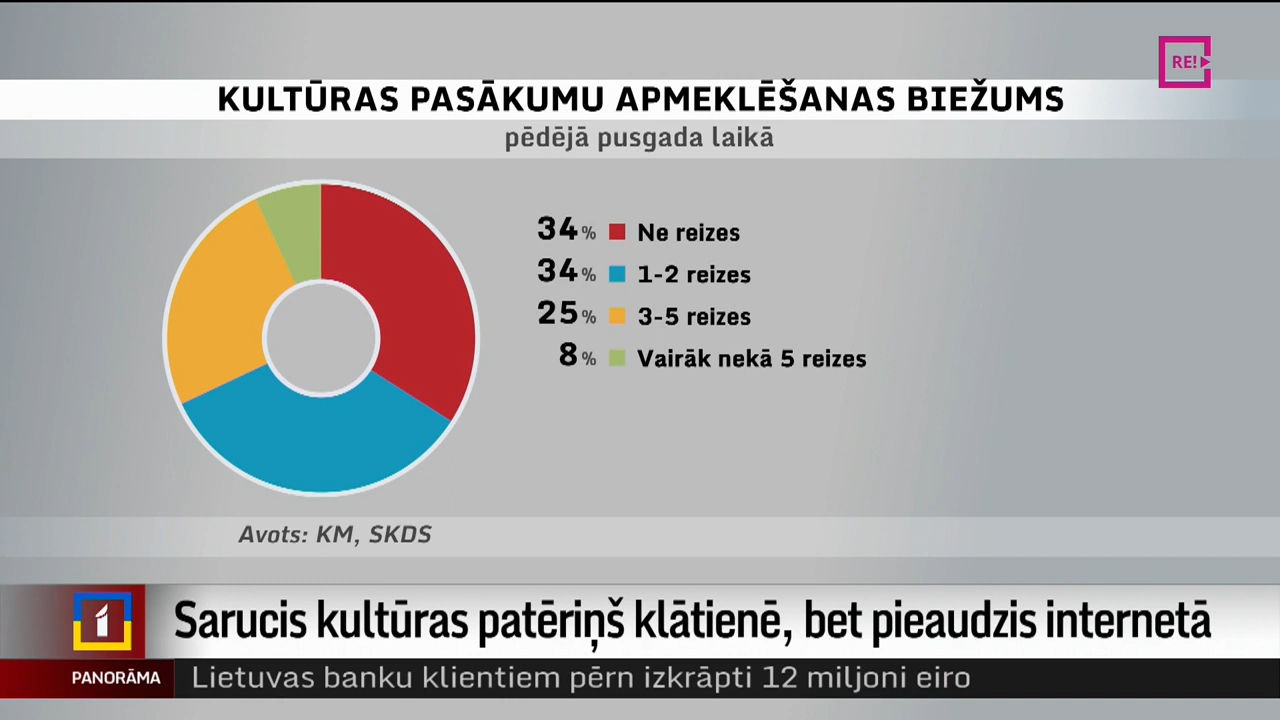 RE!
KULTŪRAS PASĀKUMU APMEKLĒŠANAS BIEŽUMS
pēdējā pusgada laikā
34% Ne reizes
34% 1-2 reizes
25% 3-5 reizes
8% Vairāk nekā 5 reizes
Avots: KM, SKDS
1 Sarucis kultūras patēriņš klātienē, bet pieaudzis internetā
PANORĀMA Lietuvas banku klientiem pērn izkrāpti 12 miljoni eiro